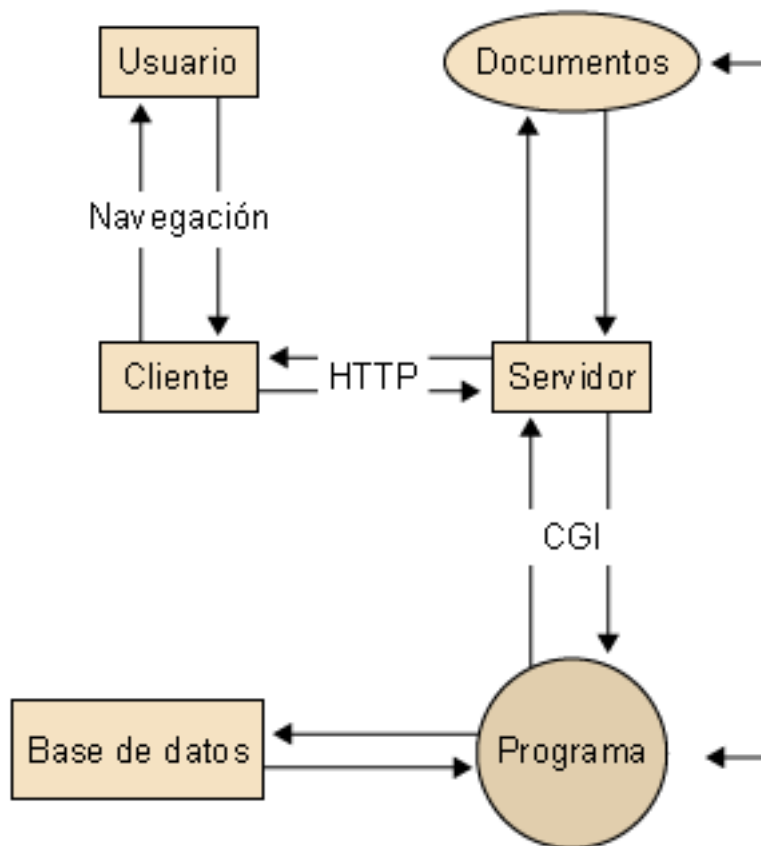 Usuario
Documentos
Navegación
Cliente
HTTP
Servidor
CGI
Base de datos
Programa